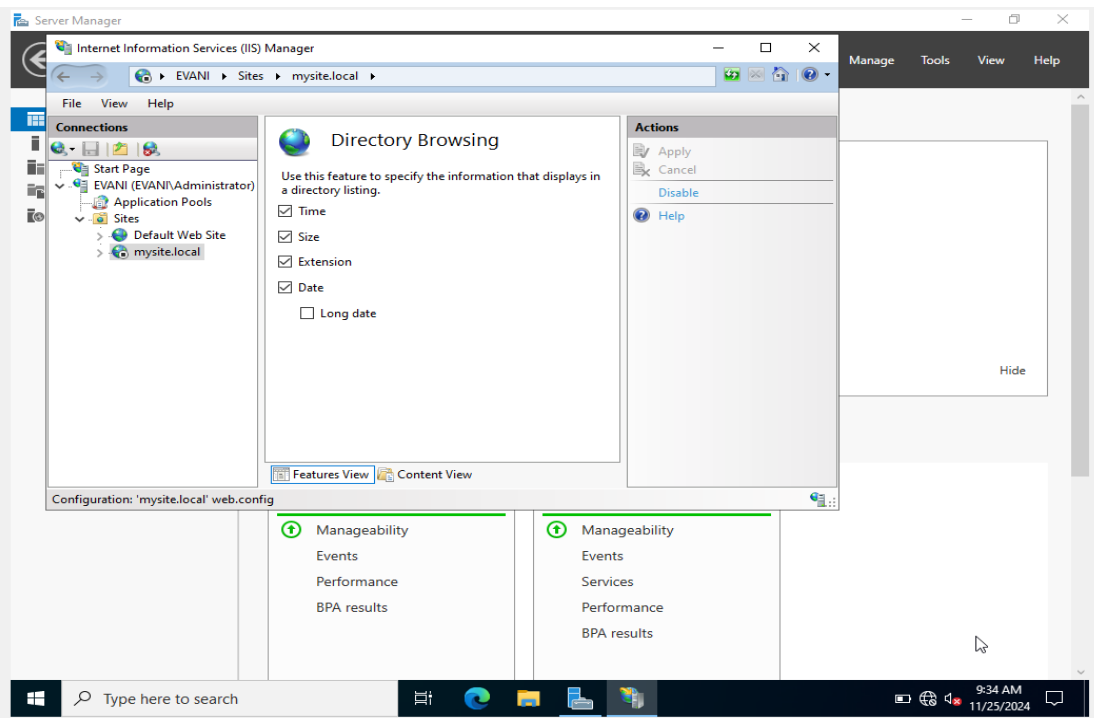 Server Manager
Manage Tools View Help
Internet Information Services (IIS) Manager
EVANI Sites mysite.local
File View Help
Connections
Start Page
EVANI (EVANI\Administrator)
Application Pools
Sites
Default Web Site
mysite.local
Directory Browsing
Use this feature to specify the information that displays in
a directory listing.
Time
Size
Extension
Date
Long date
Features View Content View
Actions
Apply
Cancel
Disable
Help
Configuration: 'mysite.local' web.config
Hide
Manageability
Events
Performance
BPA results
Manageability
Events
Services
Performance
BPA results
Type here to search
9:34 AM
11/25/2024